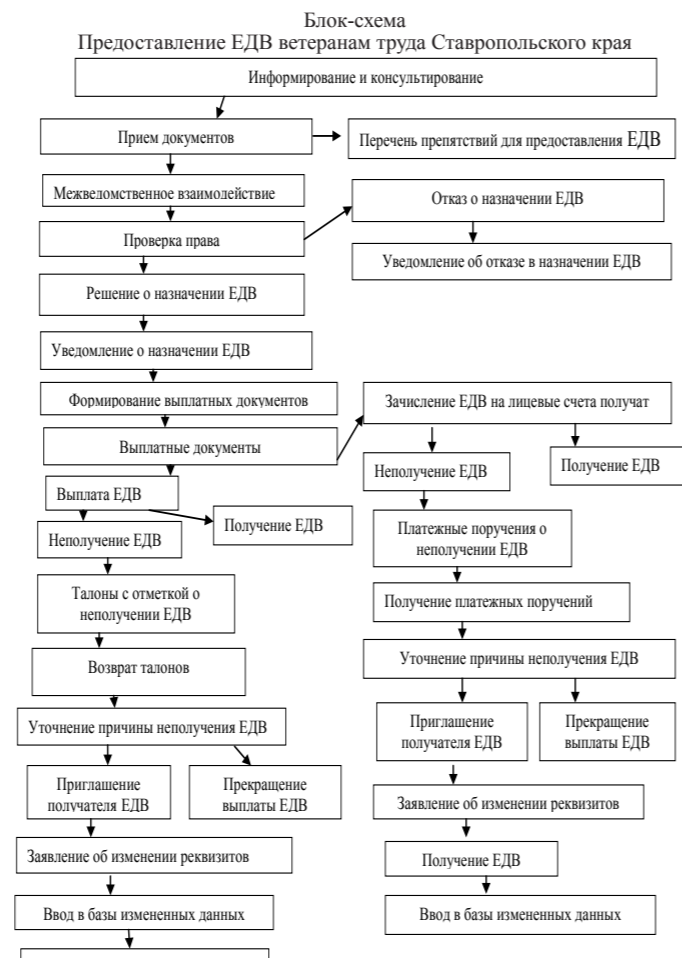 Блок-схема
Предоставление ЕДВ ветеранам труда Ставропольского края
Информирование и консультирование
Прием документов
Перечень препятствий для предоставления ЕДВ
Межведомственное взаимодействие
Отказ о назначении ЕДВ
Проверка права
Уведомление об отказе в назначении ЕДВ
Решение о назначении ЕДВ
Уведомление о назначении ЕДВ
Формирование выплатных документов
Зачисление ЕДВ на лицевые счета получат
Выплатные документы
Неполучение ЕДВ
Получение ЕДВ
Выплата ЕДВ
Получение ЕДВ
Неполучение ЕДВ
Платежные поручения о
неполучении ЕДВ
Талоны с отметкой о
неполучении ЕДВ
Получение платежных поручений
Возврат талонов
Уточнение причины неполучения ЕДВ
Уточнение причины неполучения ЕДВ
Приглашение
получателя ЕДВ
Прекращение
выплаты ЕДВ
Приглашение
получателя ЕДВ
Прекращение
выплаты ЕДВ
Заявление об изменении реквизитов
Заявление об изменении реквизитов
Получение ЕДВ
Ввод в базы измененных данных
Ввод в базы измененных данных